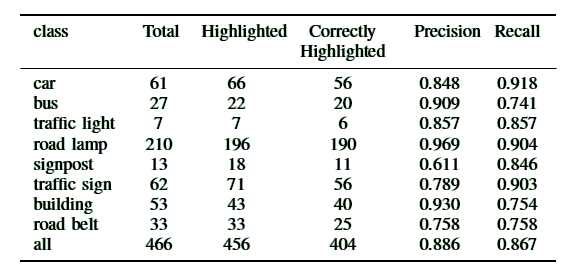 class Total Highlighted Correctly Highlighted Precision Recall
car 61 66 56 0.848 0.918
bus 27 22 20 0.909 0.741
traffic light 7 7 6 0.857 0.857
road lamp 210 196 190 0.969 0.904
signpost 13 18 11 0.611 0.846
traffic sign 62 71 56 0.789 0.903
building 53 43 40 0.930 0.754
road belt 33 33 25 0.758 0.758
all 466 456 404 0.886 0.867